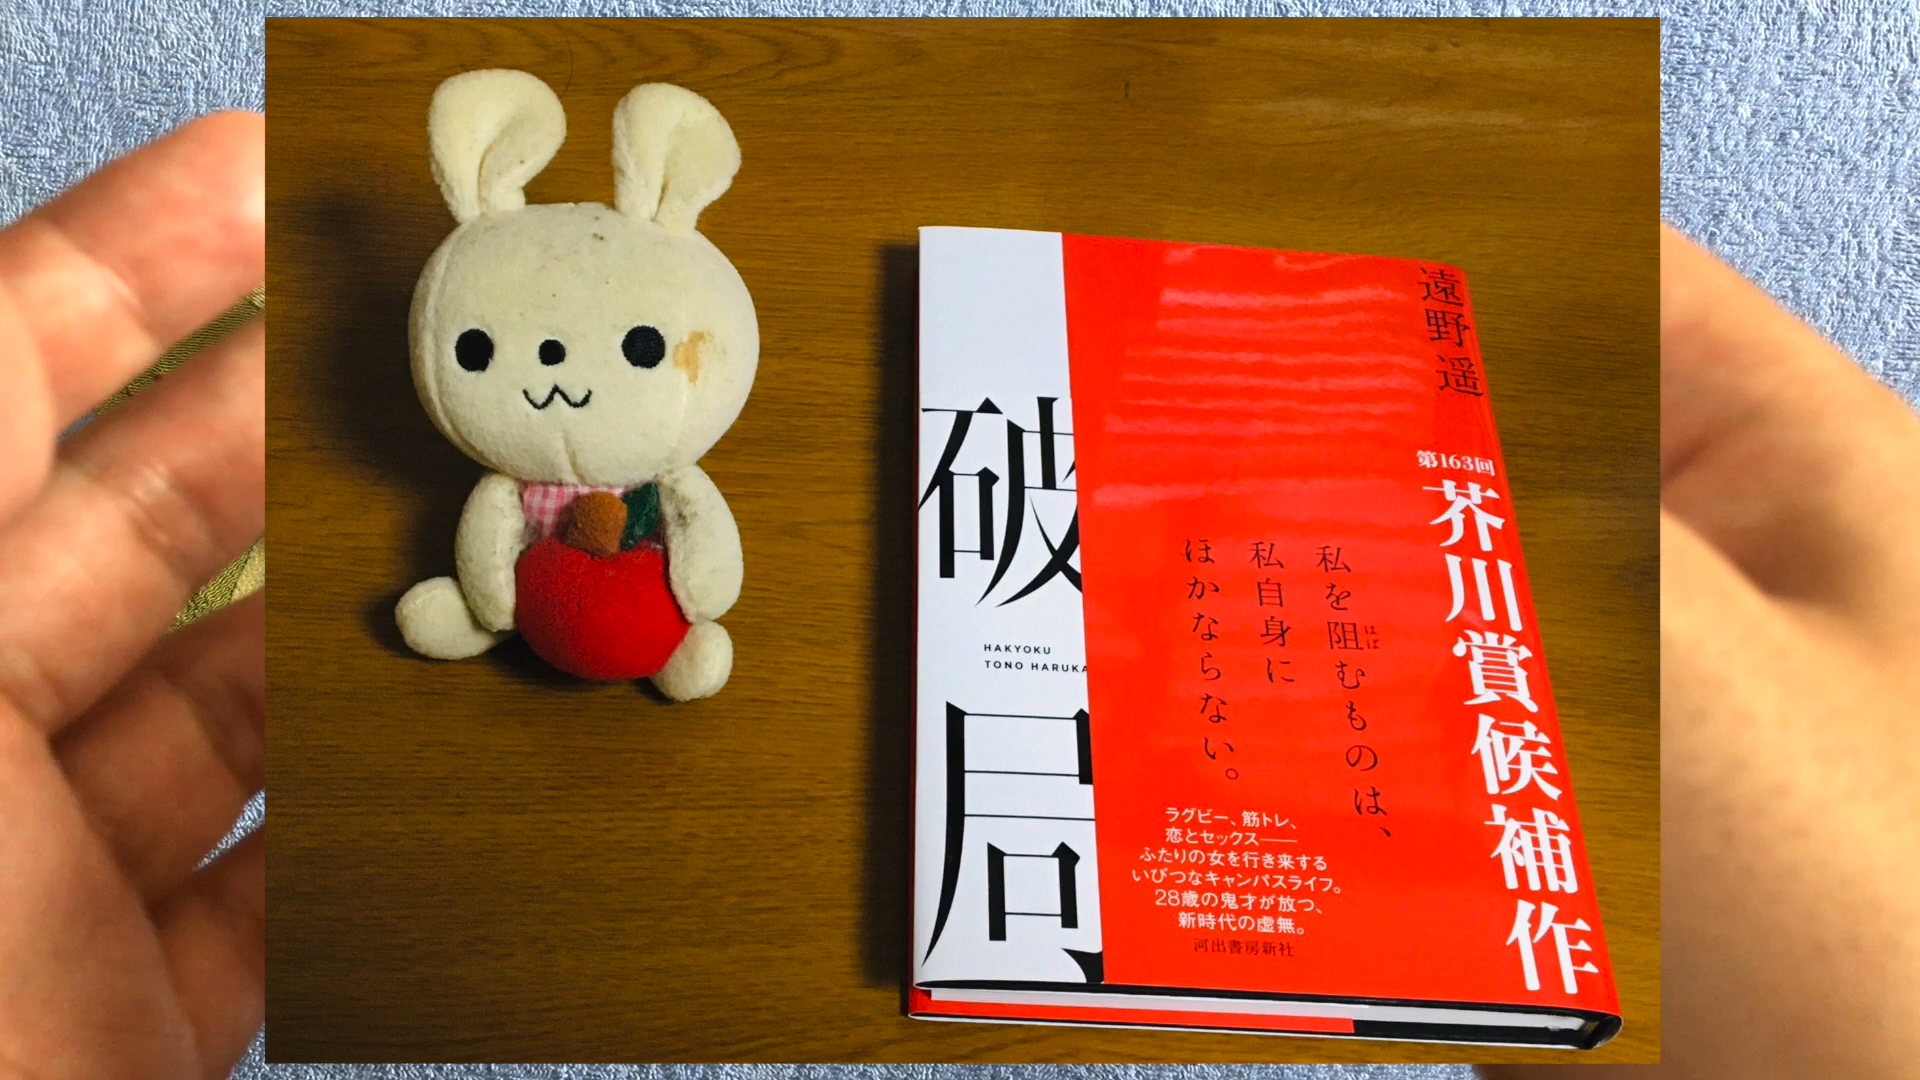 遠野遥
第163回
芥川賞候補作
私を阻むものは、
はば
私自身に
ほかならない。
破局
HAKYOKU
TONO HARUKA
ラグビー、筋トレ、
恋とセックス——
ふたりの女を行き来する
いびつなキャンパスライフ。
28歳の鬼才が放つ、
新時代の虚無。
河出書房新社